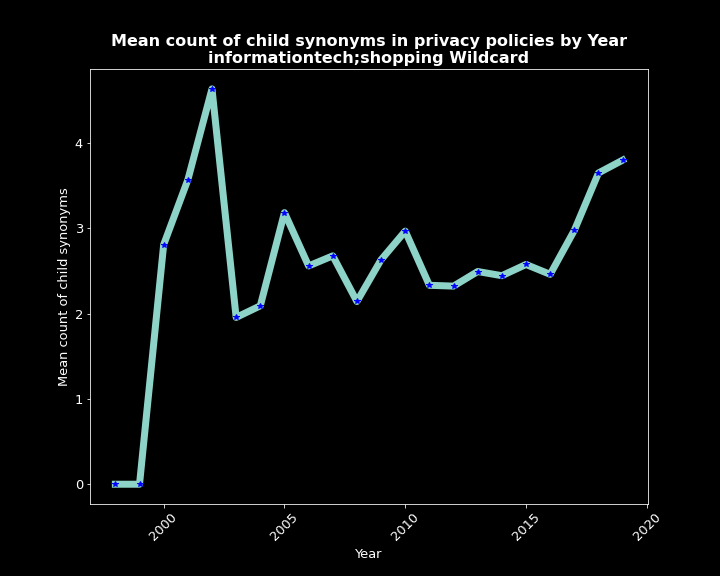 Mean count of child synonyms in privacy policies by Year
informationtech;shopping Wildcard
Mean count of child synonyms
4
3
2
1
0
2000
2005
2010
2015
2020
Year